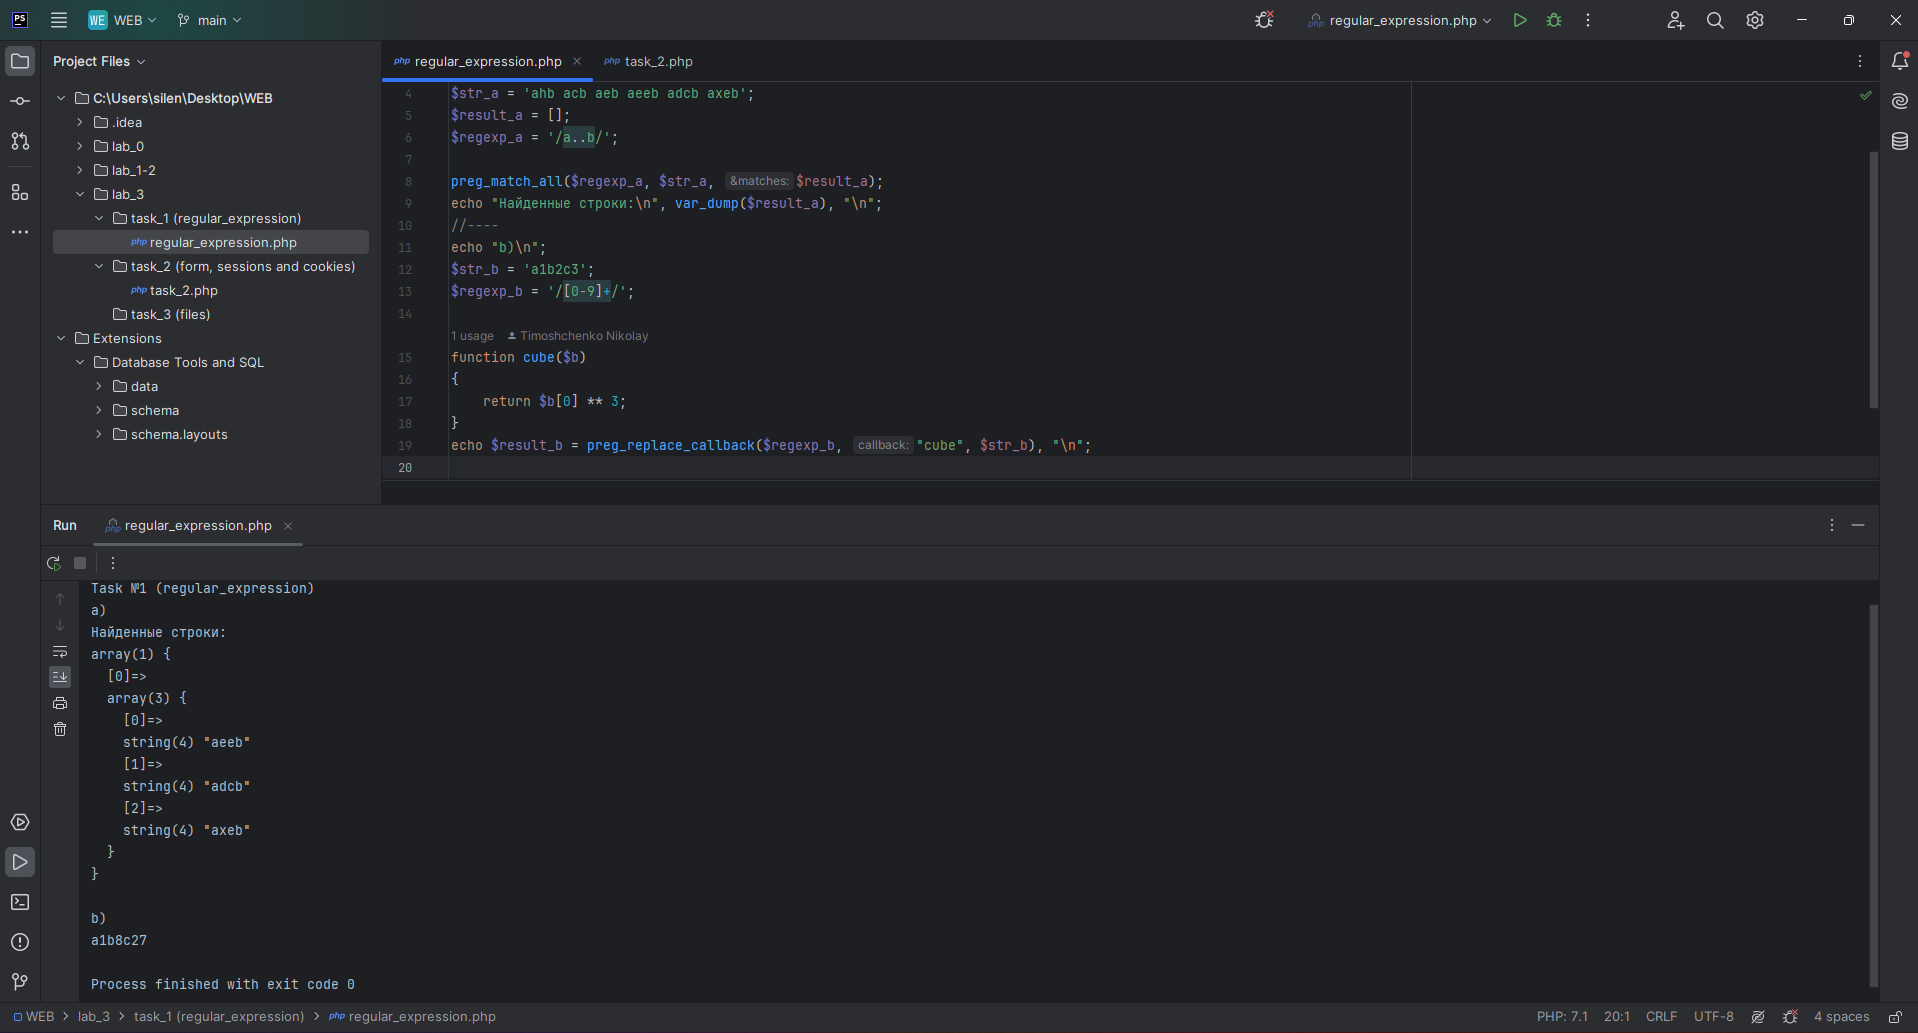 PS WE WEB main regular_expression.php
Project Files
C:\Users\silen\Desktop\WEB
.idea
lab_0
lab_1-2
lab_3
task_1 (regular_expression)
php regular_expression.php
task_2 (form, sessions and cookies)
php task_2.php
task_3 (files)
Extensions
Database Tools and SQL
data
schema
schema.layouts
php regular_expression.php php task_2.php
4 $str_a = 'ahb acb aeb aeeb adcb axeb';
5 $result_a = [];
6 $regexp_a = '/a..b/';
7
8 preg_match_all($regexp_a, $str_a, &matches: $result_a);
9 echo "Найденные строки:\n", var_dump($result_a), "\n";
10 //----
11 echo "b)\n";
12 $str_b = 'a1b2c3';
13 $regexp_b = '/[0-9]+/';
14
1 usage Timoshchenko Nikolay
15 function cube($b)
16 {
17 return $b[0] ** 3;
18 }
19 echo $result_b = preg_replace_callback($regexp_b, callback: "cube", $str_b), "\n";
20
Run php regular_expression.php
Task №1 (regular_expression)
a)
Найденные строки:
array(1) {
[0]=>
array(3) {
[0]=>
string(4) "aeeb"
[1]=>
string(4) "adcb"
[2]=>
string(4) "axeb"
}
}
b)
a1b8c27
Process finished with exit code 0
WEB > lab_3 > task_1 (regular_expression) > php regular_expression.php PHP: 7.1 20:1 CRLF UTF-8 4 spaces